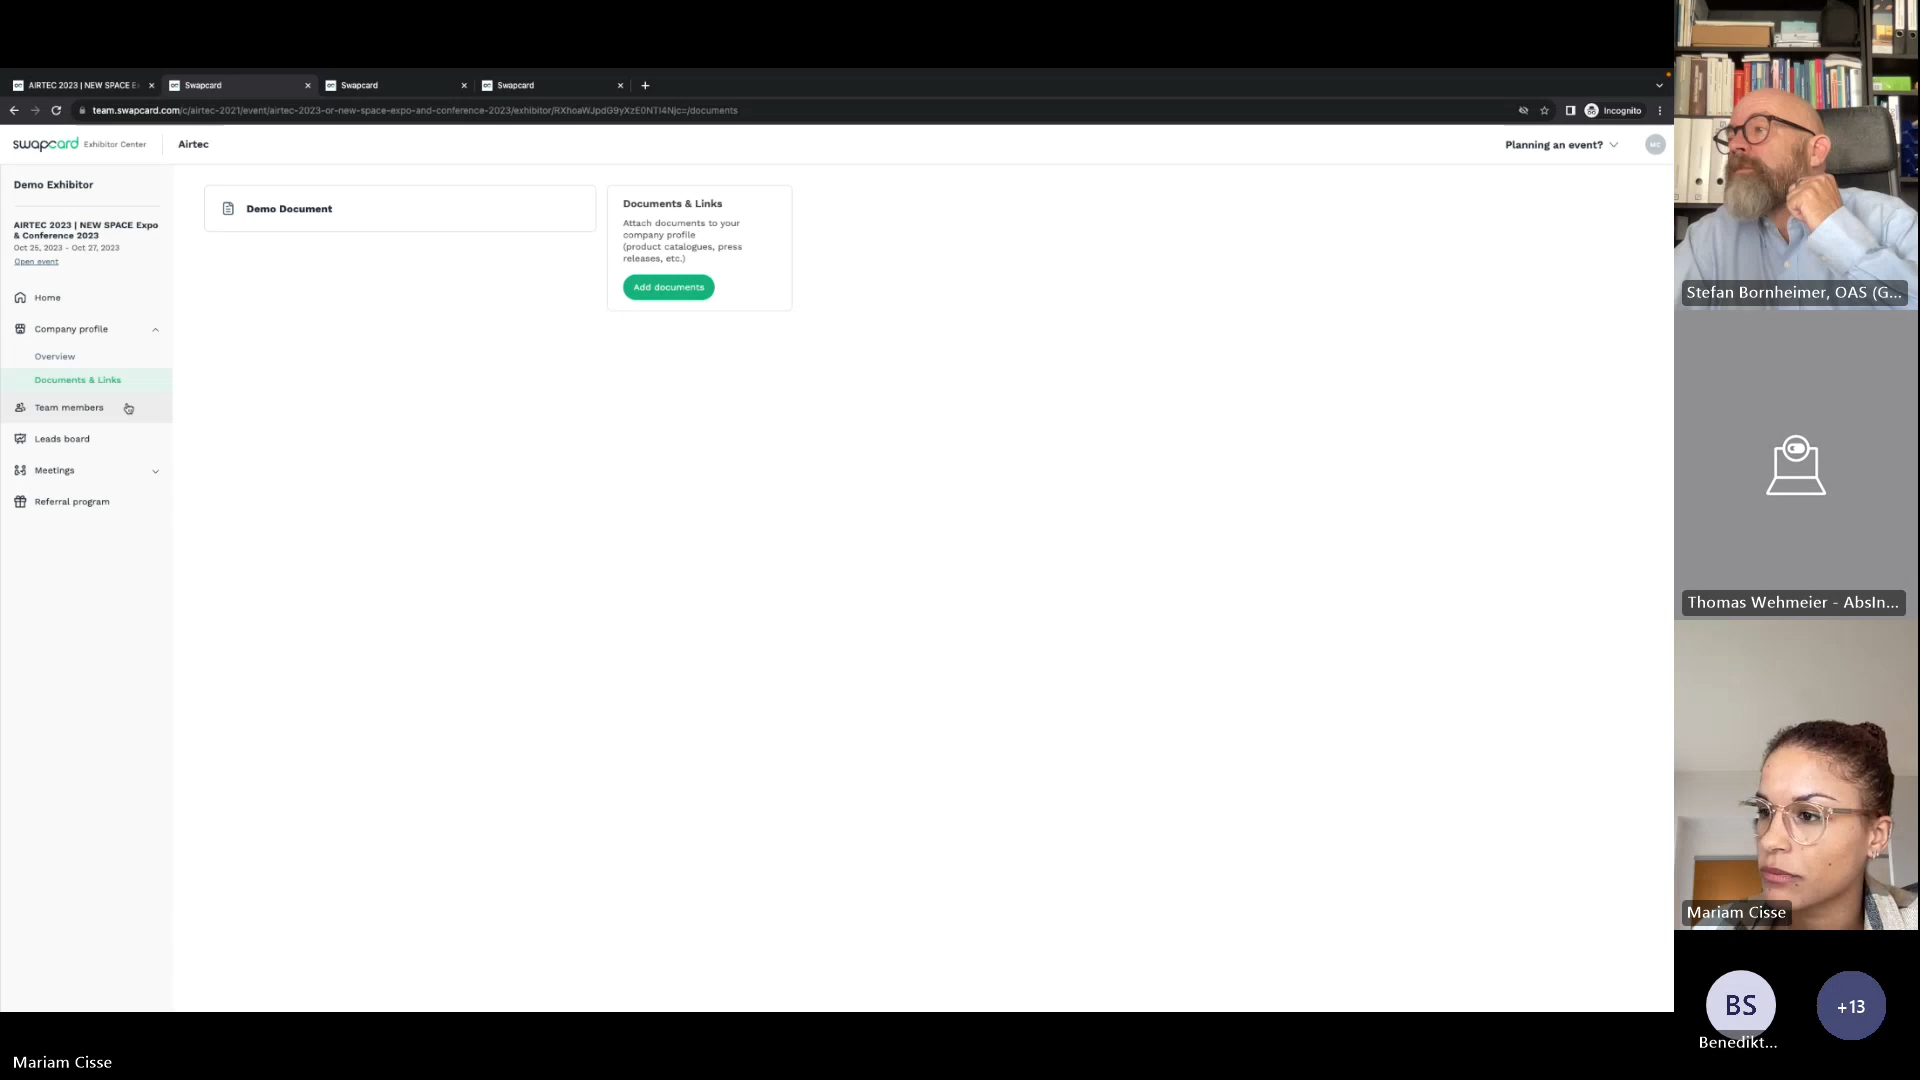 AIRTEC 2023 | NEW SPACE E
Swapcard
Swapcard
Swapcard
team.swapcard.com/c/airtec-2021/event/airtec-2023-or-new-space-expo-and-conference-2023/exhibitor/RXhoaWJpdG9yXzE0NTI4Njc=/documents
Incognito
swapcard Exhibitor Center
Airtec
Planning an event?
MC
Demo Exhibitor
AIRTEC 2023 | NEW SPACE Expo
& Conference 2023
Oct 25, 2023 - Oct 27, 2023
Open event
Home
Company profile
Overview
Documents & Links
Team members
Leads board
Meetings
Referral program
Demo Document
Documents & Links
Attach documents to your
company profile
(product catalogues, press
releases, etc.)
Add documents
Stefan Bornheimer, OAS (G...
Thomas Wehmeier - AbsIn...
Mariam Cisse
BS
Benedikt...
+13
Mariam Cisse